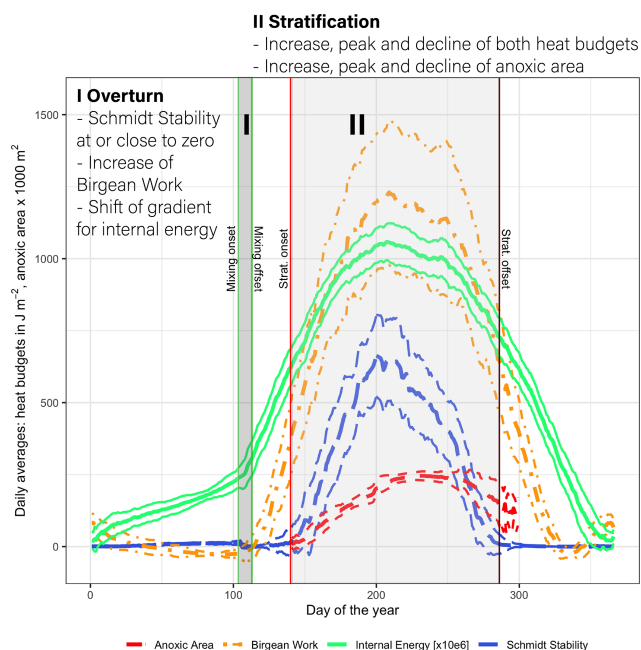 II Stratification
- Increase, peak and decline of both heat budgets
- Increase, peak and decline of anoxic area
I Overturn
- Schmidt Stability
at or close to zero
- Increase of
Birgean Work
- Shift of gradient
for internal energy
I
II
Mixing onset
Mixing offset
Strat. onset
Strat. offset
Daily averages: heat budgets in J m⁻², anoxic area x 1000 m²
1500
1000
500
0
0
100
200
300
Day of the year
Anoxic Area
Birgean Work
Internal Energy [x10e6]
Schmidt Stability